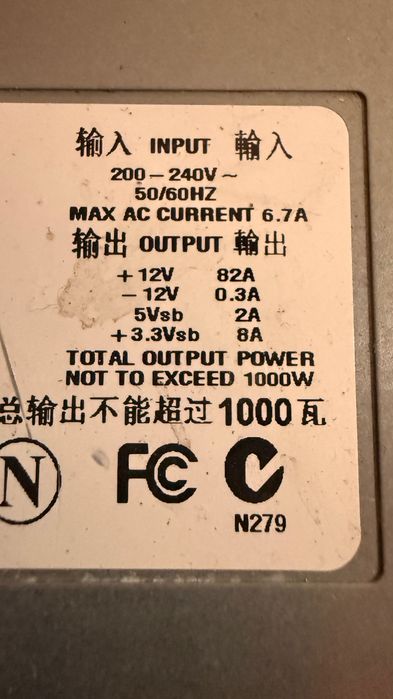 输入 INPUT 輸入
200-240V~
50/60HZ
MAX AC CURRENT 6.7A
输出 OUTPUT 輸出
+12V 82A
-12V 0.3A
5Vsb 2A
+3.3Vsb 8A
TOTAL OUTPUT POWER
NOT TO EXCEED 1000W
总输出不能超过1000瓦
N FC
N279